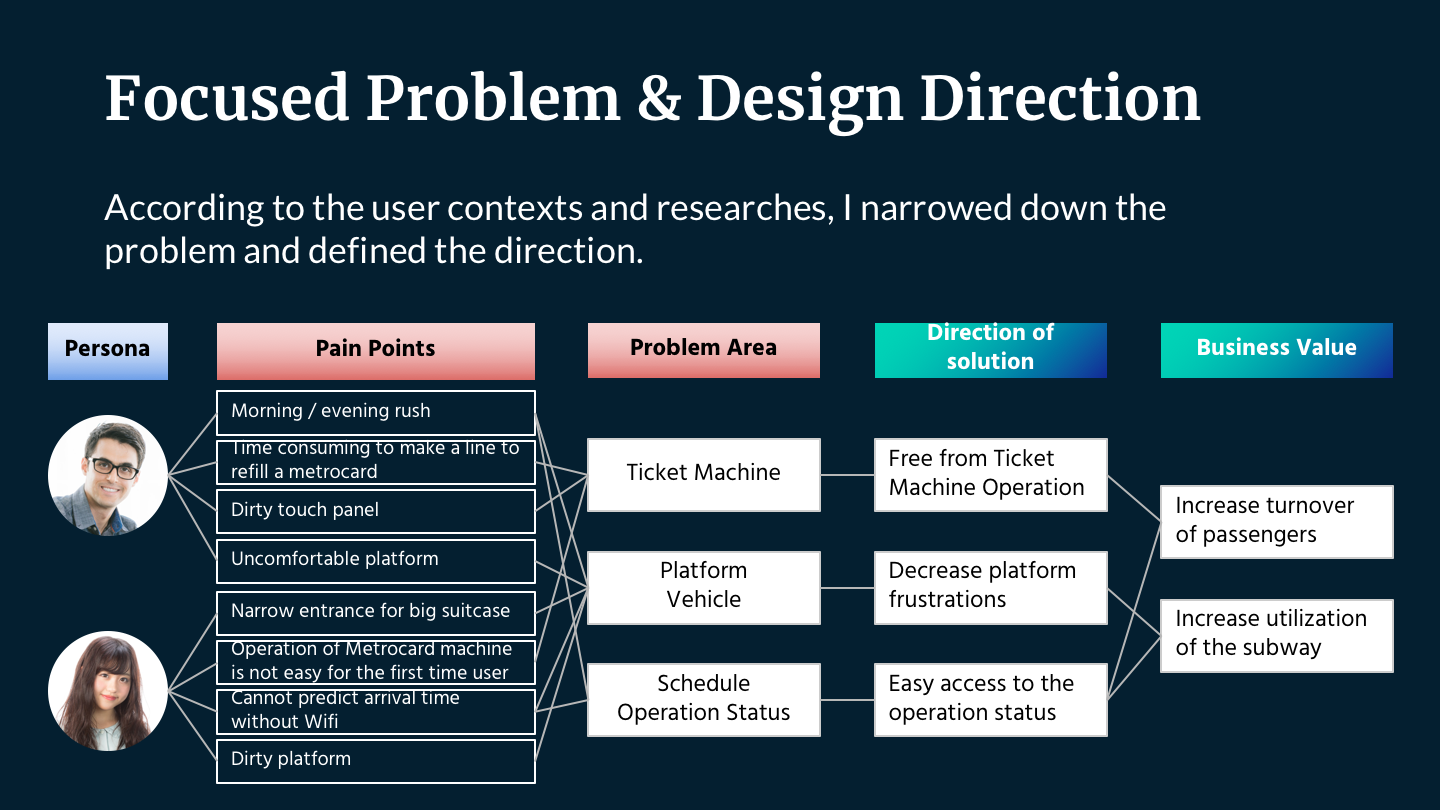 Focused Problem & Design Direction
According to the user contexts and researches, I narrowed down the
problem and defined the direction.
Persona
Pain Points
Problem Area
Direction of
solution
Business Value
Morning / evening rush
Time consuming to make a line to
refill a metrocard
Dirty touch panel
Uncomfortable platform
Narrow entrance for big suitcase
Operation of Metrocard machine
is not easy for the first time user
Cannot predict arrival time
without Wifi
Dirty platform
Ticket Machine
Platform
Vehicle
Schedule
Operation Status
Free from Ticket
Machine Operation
Decrease platform
frustrations
Easy access to the
operation status
Increase turnover
of passengers
Increase utilization
of the subway